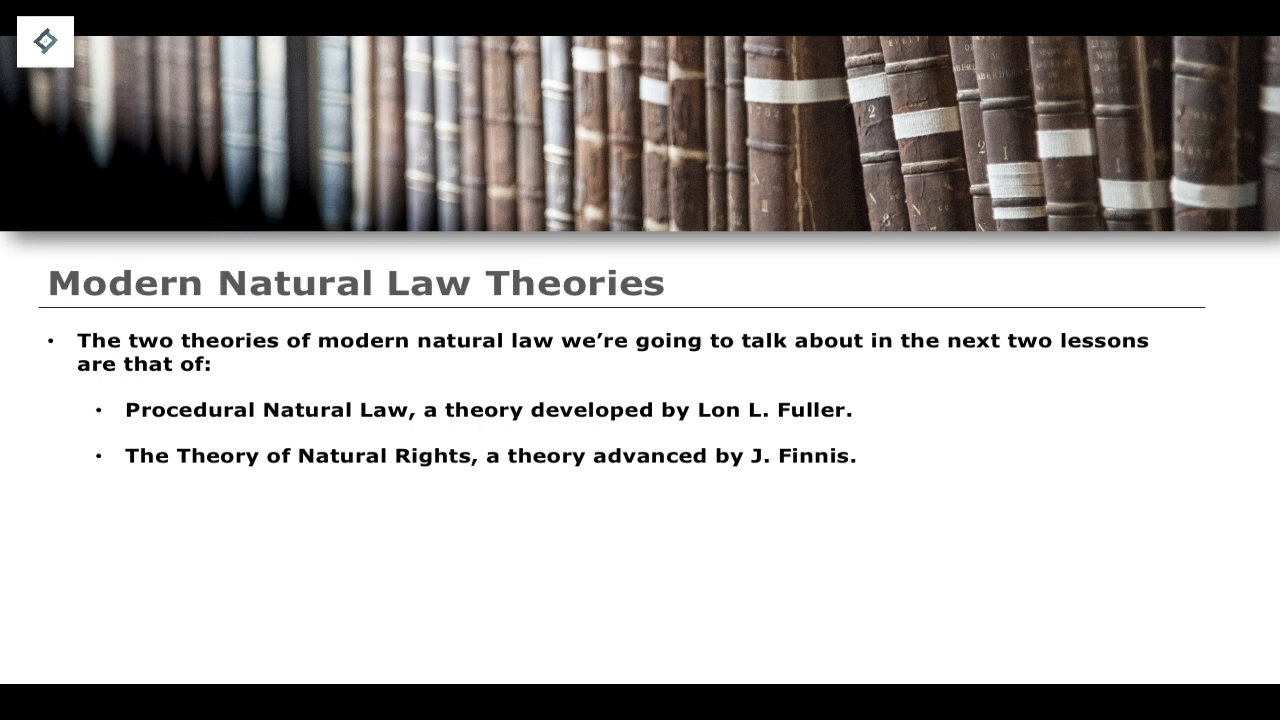 Modern Natural Law Theories
• The two theories of modern natural law we’re going to talk about in the next two lessons
are that of:
• Procedural Natural Law, a theory developed by Lon L. Fuller.
• The Theory of Natural Rights, a theory advanced by J. Finnis.